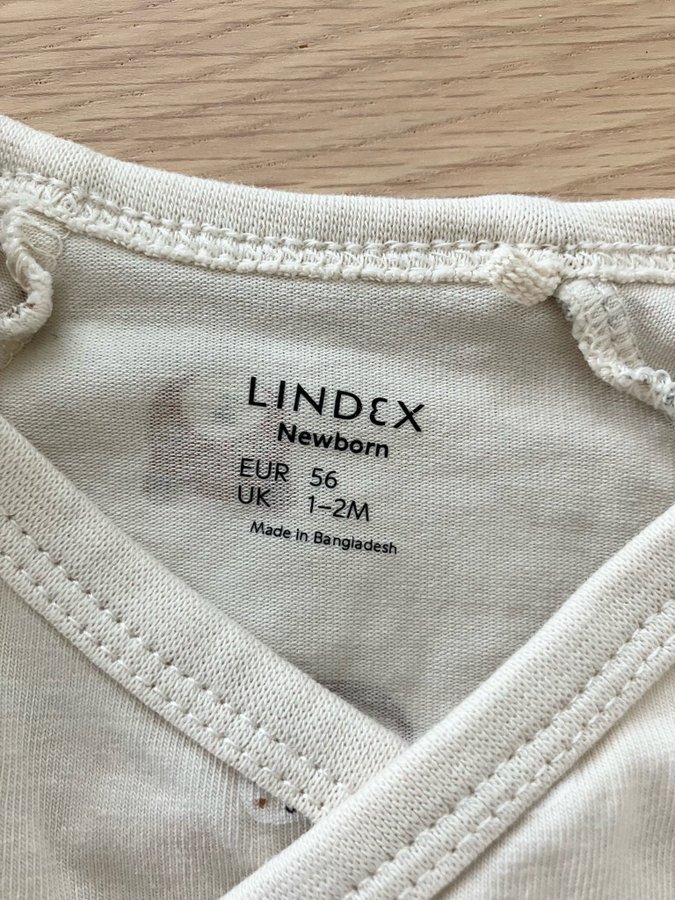 LINDEX
Newborn
EUR 56
UK 1–2M
Made in Bangladesh